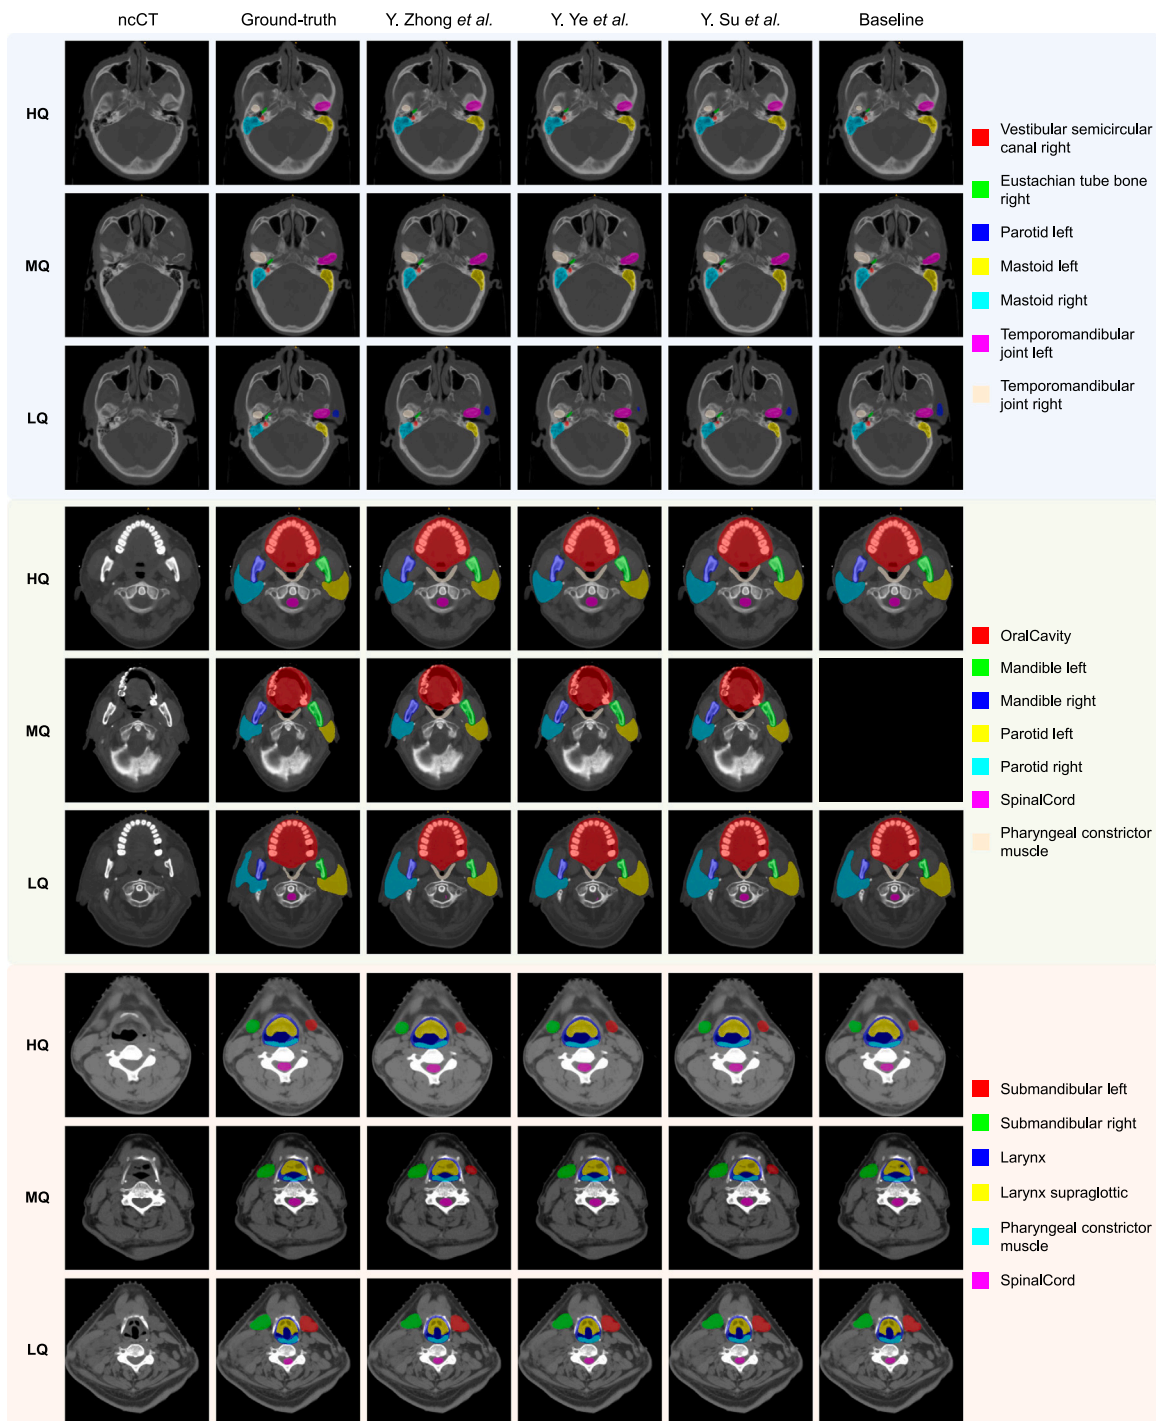 ncCT Ground-truth Y. Zhong et al. Y. Ye et al. Y. Su et al. Baseline
HQ
MQ
LQ
Vestibular semicircular
canal right
Eustachian tube bone
right
Parotid left
Mastoid left
Mastoid right
Temporomandibular
joint left
Temporomandibular
joint right
HQ
MQ
LQ
OralCavity
Mandible left
Mandible right
Parotid left
Parotid right
SpinalCord
Pharyngeal constrictor
muscle
HQ
MQ
LQ
Submandibular left
Submandibular right
Larynx
Larynx supraglottic
Pharyngeal constrictor
muscle
SpinalCord